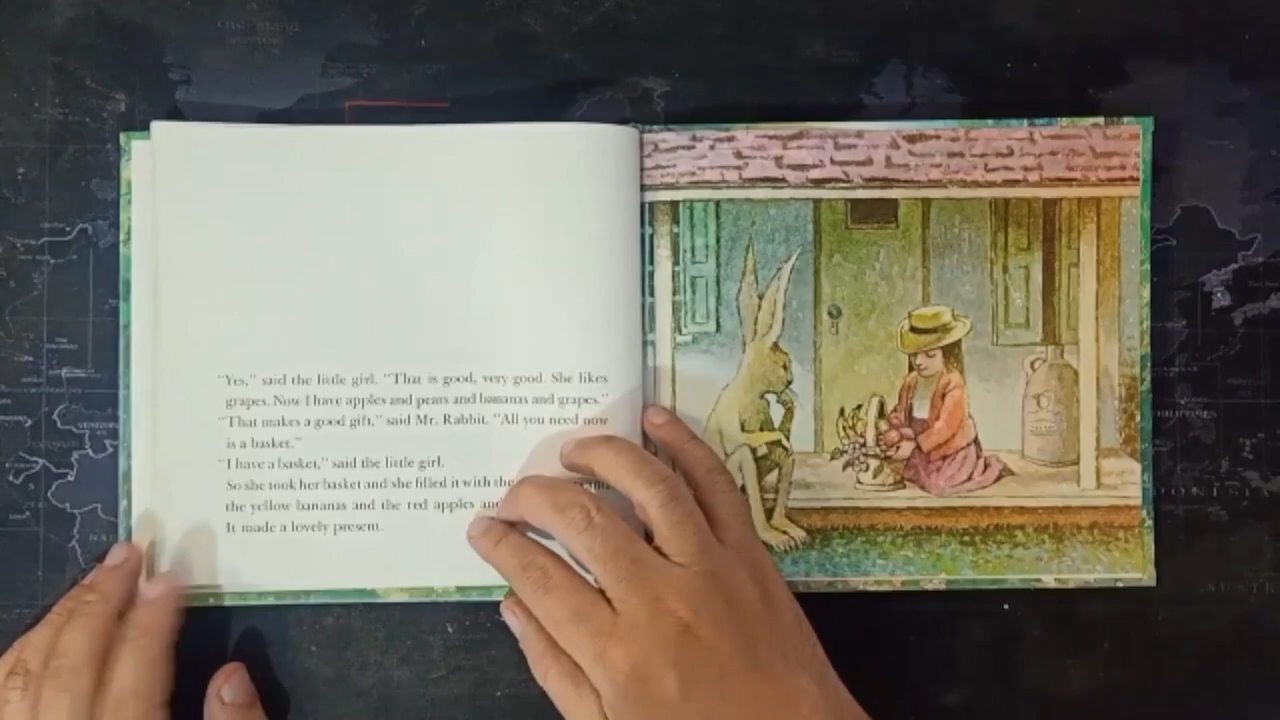 "Yes," said the little girl. "That is good, very good. She likes
grapes. Now I have apples and pears and bananas and grapes."
"That makes a good gift," said Mr. Rabbit. "All you need now
is a basket."
"I have a basket," said the little girl.
So she took her basket and she filled it with the
the yellow bananas and the red apples and
It made a lovely present.